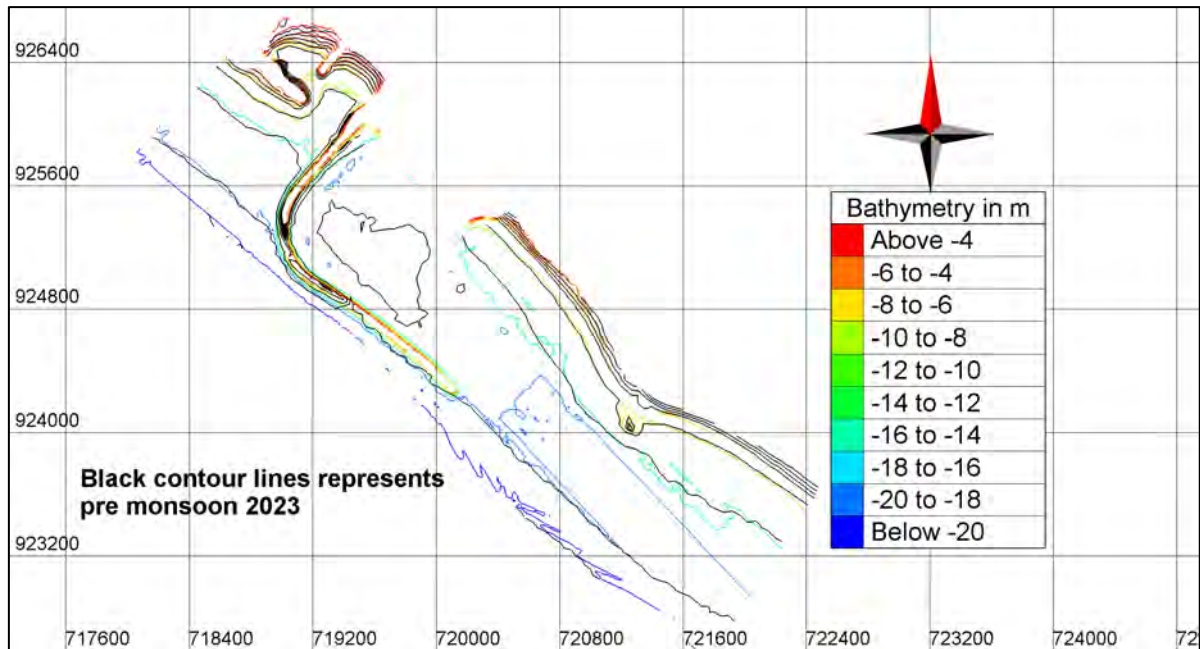 926400
925600
924800
924000
923200
Bathymetry in m
Above -4
-6 to -4
-8 to -6
-10 to -8
-12 to -10
-14 to -12
-16 to -14
-18 to -16
-20 to -18
Below -20
Black contour lines represents
pre monsoon 2023
717600 718400 719200 720000 720800 721600 722400 723200 724000 72